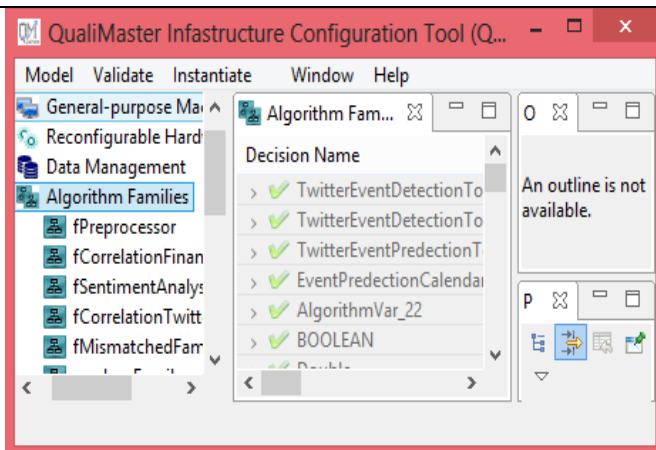 QualiMaster Infastructure Configuration Tool (Q...
Model Validate Instantiate Window Help
General-purpose Ma
Reconfigurable Hard
Data Management
Algorithm Families
fPreprocessor
fCorrelationFinan
fSentimentAnalys
fCorrelationTwitt
fMismatchedFam
Algorithm Fam...
Decision Name
TwitterEventDetectionTo
TwitterEventDetectionTo
TwitterEventPredectionT
EventPredectionCalendar
AlgorithmVar_22
BOOLEAN
Double
O
An outline is not
available.
P